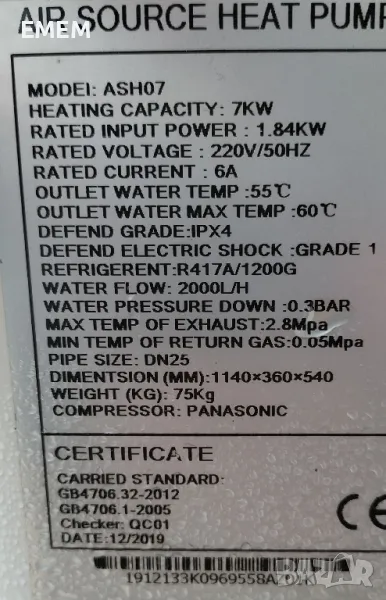 AIR SOURCE HEAT PUMP
EMEM
MODEL: ASH07
HEATING CAPACITY: 7KW
RATED INPUT POWER : 1.84KW
RATED VOLTAGE : 220V/50HZ
RATED CURRENT : 6A
OUTLET WATER TEMP :55℃
OUTLET WATER MAX TEMP :60℃
DEFEND GRADE:IPX4
DEFEND ELECTRIC SHOCK :GRADE 1
REFRIGERENT:R417A/1200G
WATER FLOW: 2000L/H
WATER PRESSURE DOWN :0.3BAR
MAX TEMP OF EXHAUST:2.8Mpa
MIN TEMP OF RETURN GAS:0.05Mpa
PIPE SIZE: DN25
DIMENTSION (MM):1140×360×540
WEIGHT (KG): 75Kg
COMPRESSOR: PANASONIC
CERTIFICATE
CARRIED STANDARD:
GB4706.32-2012
GB4706.1-2005
Checker: QC01
DATE:12/2019
CE